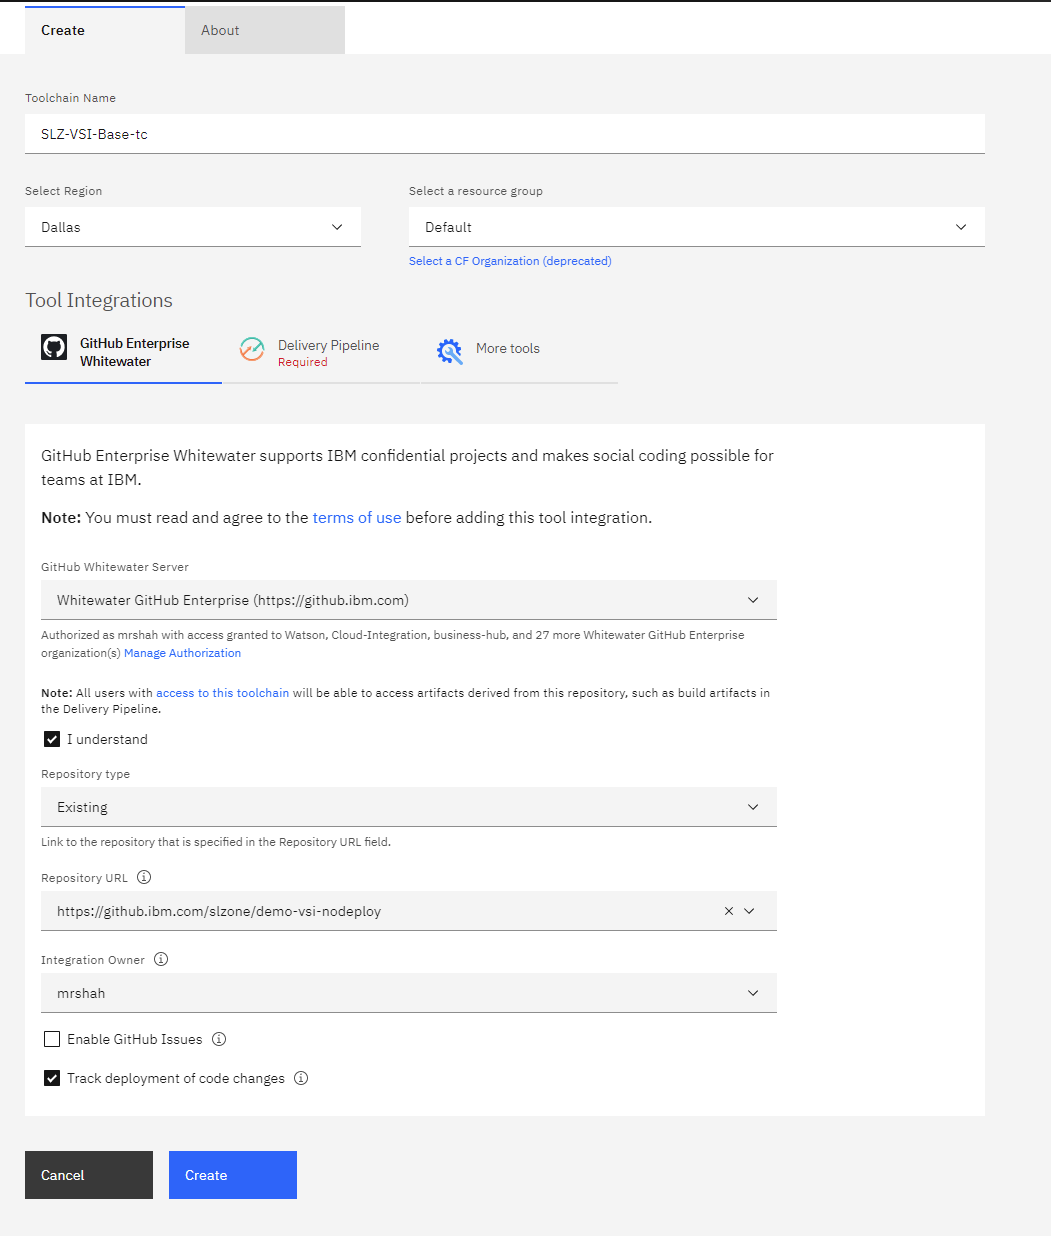 Create
About
Toolchain Name
SLZ-VSI-Base-tc
Select Region
Select a resource group
Dallas
Default
Select a CF Organization (deprecated)
Tool Integrations
GitHub Enterprise
Whitewater
Delivery Pipeline
Required
More tools
GitHub Enterprise Whitewater supports IBM confidential projects and makes social coding possible for
teams at IBM.
Note: You must read and agree to the terms of use before adding this tool integration.
GitHub Whitewater Server
Whitewater GitHub Enterprise (https://github.ibm.com)
Authorized as mrshah with access granted to Watson, Cloud-Integration, business-hub, and 27 more Whitewater GitHub Enterprise
organization(s) Manage Authorization
Note: All users with access to this toolchain will be able to access artifacts derived from this repository, such as build artifacts in
the Delivery Pipeline.
I understand
Repository type
Existing
Link to the repository that is specified in the Repository URL field.
Repository URL
https://github.ibm.com/slzone/demo-vsi-nodeploy
Integration Owner
mrshah
Enable GitHub Issues
Track deployment of code changes
Cancel
Create